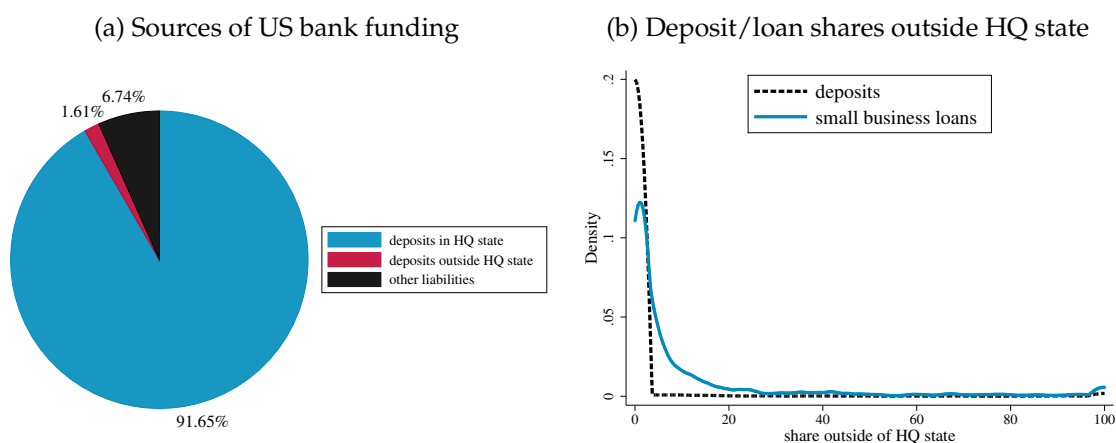 (a) Sources of US bank funding
6.74%
1.61%
91.65%
deposits in HQ state
deposits outside HQ state
other liabilities
(b) Deposit/loan shares outside HQ state
deposits
small business loans
Density
.2
.15
.1
.05
0
0
20
40
60
80
100
share outside of HQ state